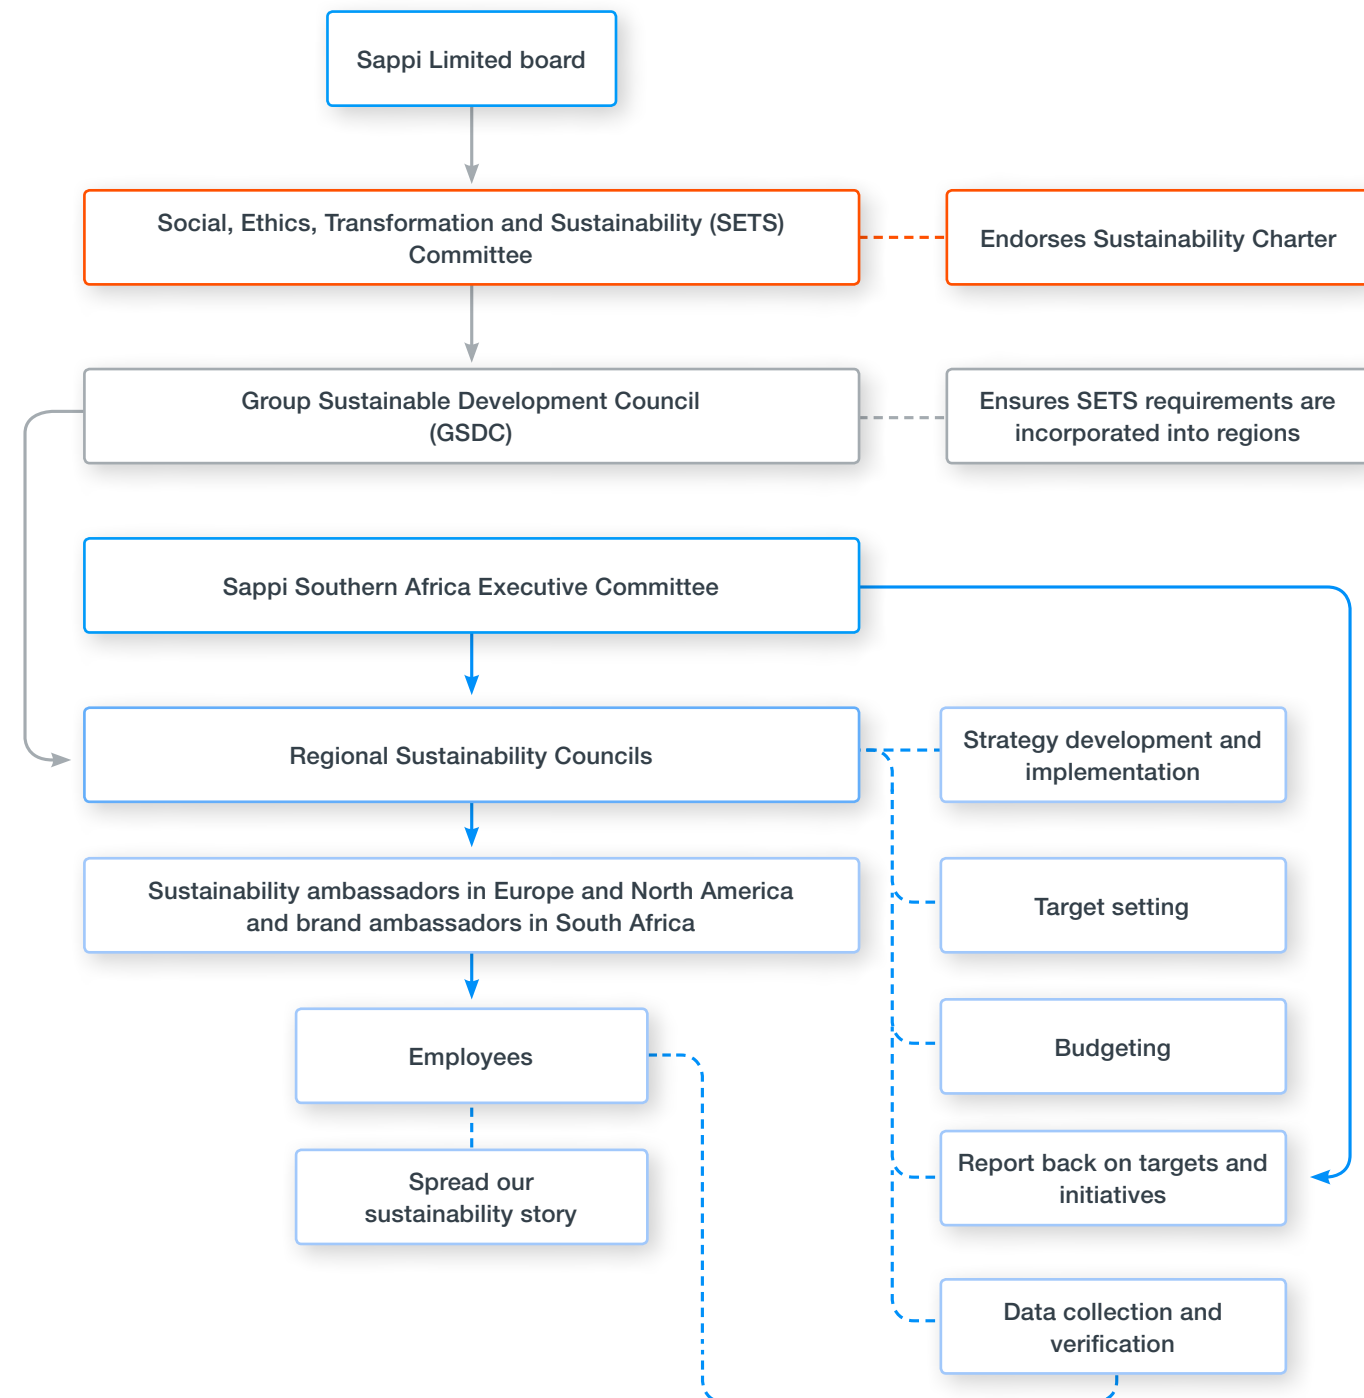 Sappi Limited board
Social, Ethics, Transformation and Sustainability (SETS)
Committee
Endorses Sustainability Charter
Group Sustainable Development Council
(GSDC)
Ensures SETS requirements are
incorporated into regions
Sappi Southern Africa Executive Committee
Regional Sustainability Councils
Strategy development and
implementation
Sustainability ambassadors in Europe and North America
and brand ambassadors in South Africa
Target setting
Employees
Budgeting
Spread our
sustainability story
Report back on targets and
initiatives
Data collection and
verification